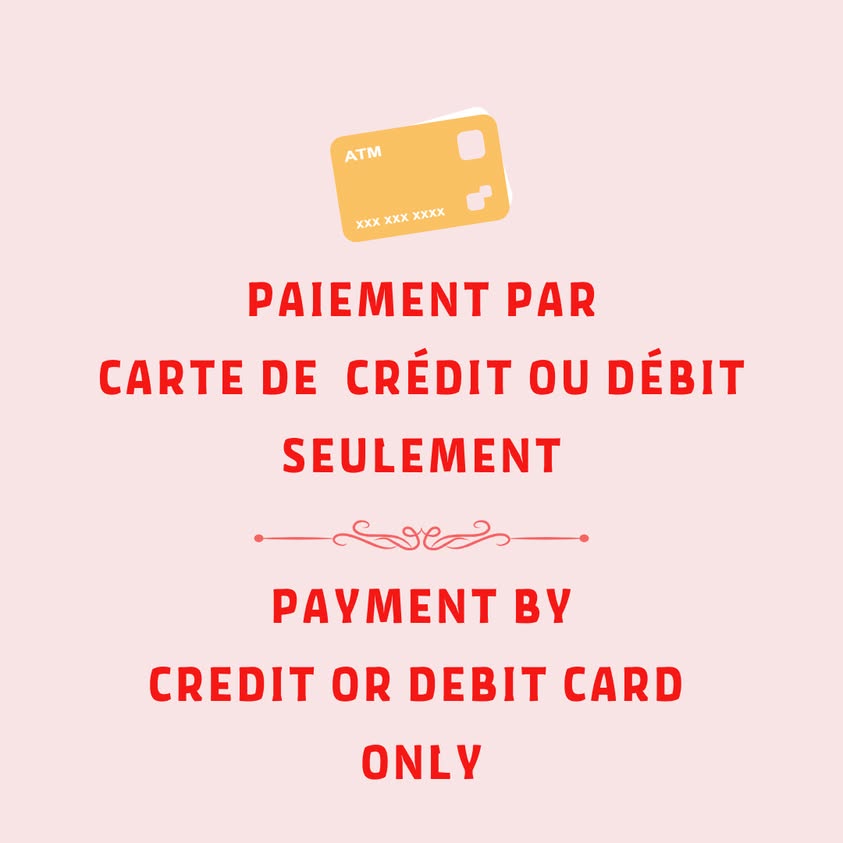 ATM
XXX XXX XXXX
PAIEMENT PAR
CARTE DE CRÉDIT OU DÉBIT
SEULEMENT
PAYMENT BY
CREDIT OR DEBIT CARD
ONLY